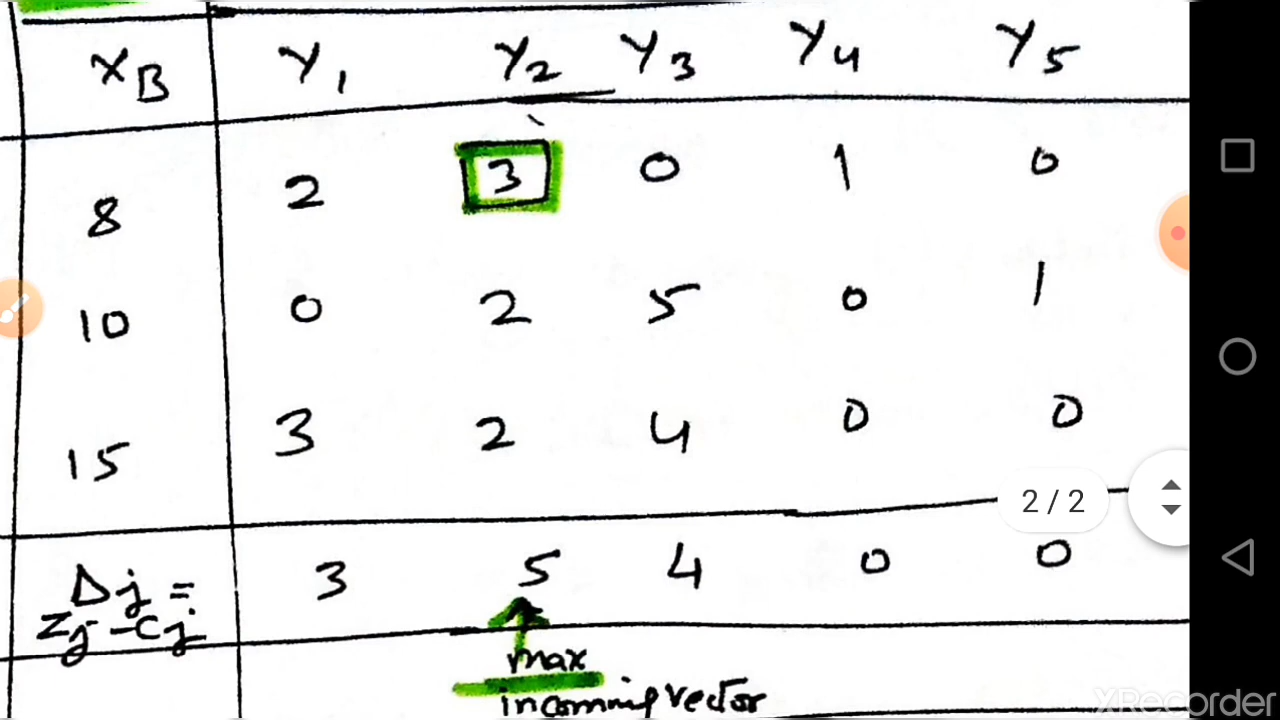 XB Y1 Y2 Y3 Y4 Y5
8 2 3 0 1 0
10 0 2 5 0 1
15 3 2 4 0 0
2 / 2
Δj = 3 5 4 0 0
Zj - Cj
max
incomming vector
XRecorder